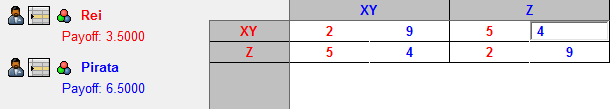 Rei
Payoff: 3.5000
Pirata
Payoff: 6.5000
XY Z
XY 2 9 5 4
Z 5 4 2 9